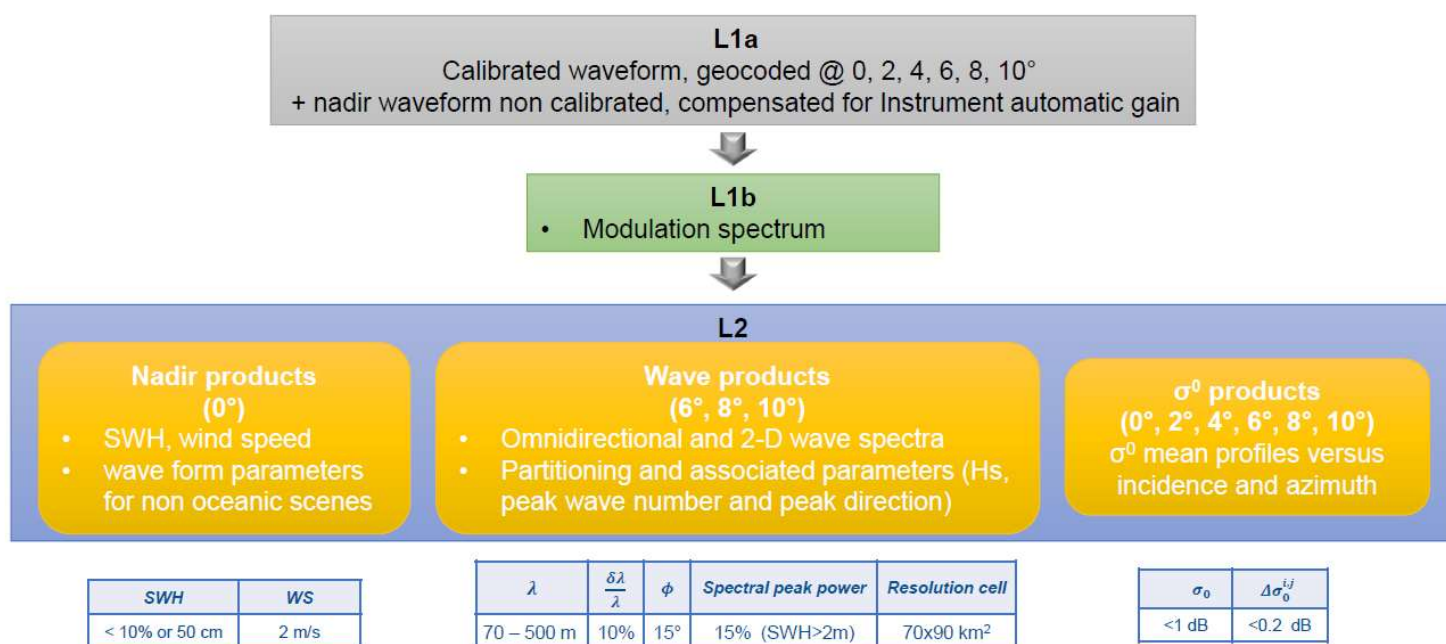 L1a
Calibrated waveform, geocoded @ 0, 2, 4, 6, 8, 10°
+ nadir waveform non calibrated, compensated for Instrument automatic gain
L1b
• Modulation spectrum
L2
Nadir products
(0°)
• SWH, wind speed
• wave form parameters
for non oceanic scenes
Wave products
(6°, 8°, 10°)
• Omnidirectional and 2-D wave spectra
• Partitioning and associated parameters (Hs,
peak wave number and peak direction)
σ⁰ products
(0°, 2°, 4°, 6°, 8°, 10°)
σ⁰ mean profiles versus
incidence and azimuth
SWH WS
< 10% or 50 cm 2 m/s
λ δλ/λ ϕ Spectral peak power Resolution cell
70 – 500 m 10% 15° 15% (SWH>2m) 70x90 km²
σ₀ Δσ₀ⁱ·ʲ
<1 dB <0.2 dB